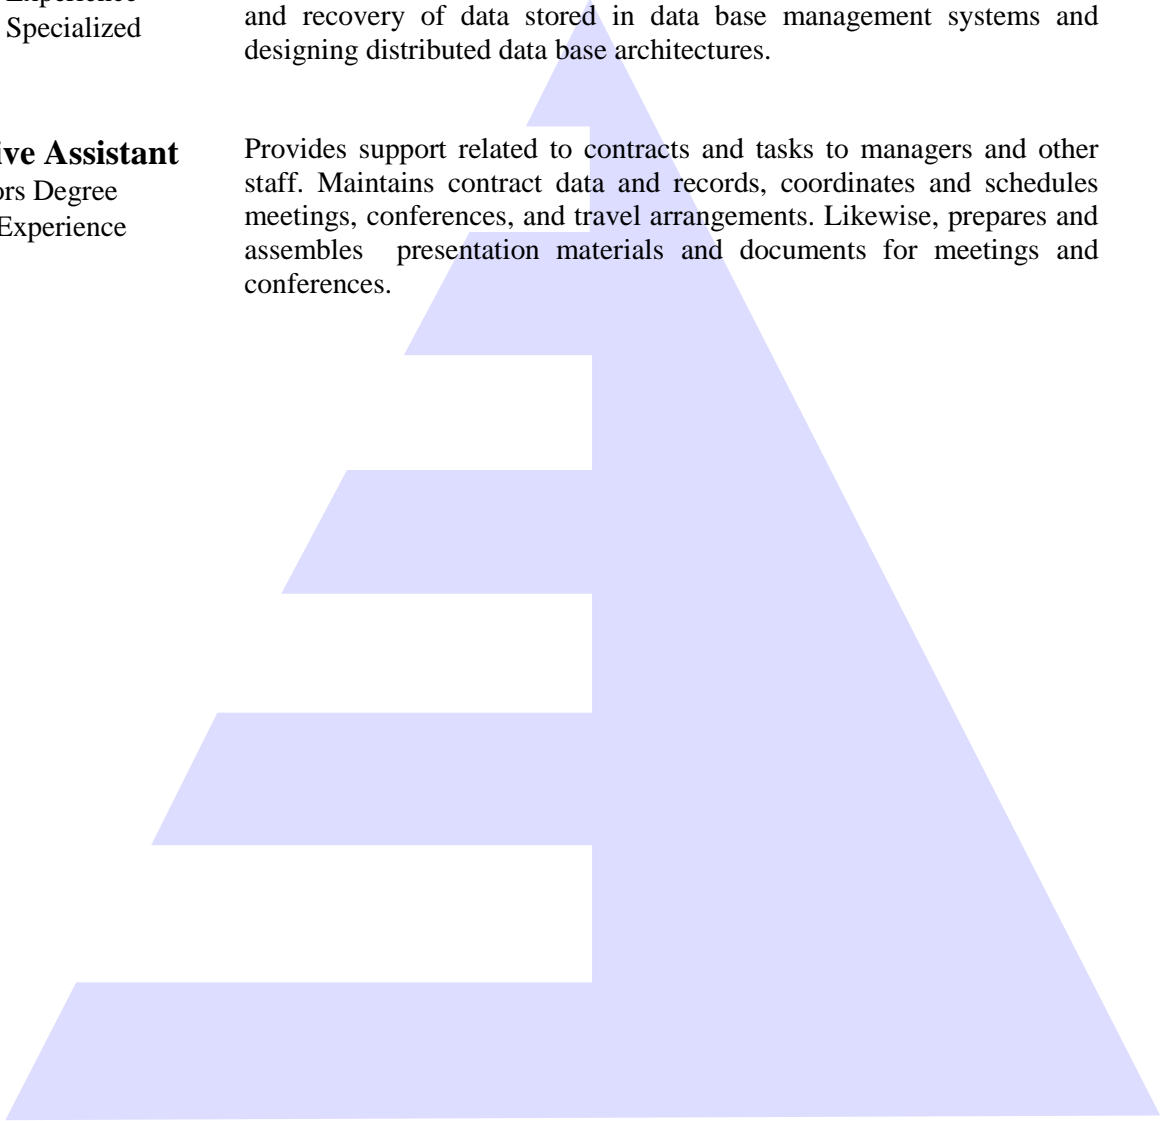 Specialized
and recovery of data stored in data base management systems and
designing distributed data base architectures.
ive Assistant
ors Degree
Experience
Provides support related to contracts and tasks to managers and other
staff. Maintains contract data and records, coordinates and schedules
meetings, conferences, and travel arrangements. Likewise, prepares and
assembles presentation materials and documents for meetings and
conferences.